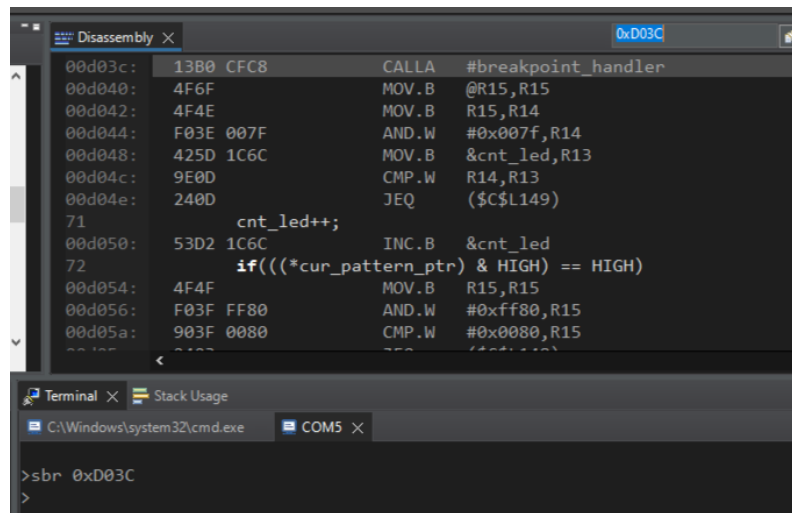 Disassembly
0xD03C
00d03c: 13B0 CFC8 CALLA #breakpoint_handler
00d040: 4F6F MOV.B @R15,R15
00d042: 4F4E MOV.B R15,R14
00d044: F03E 007F AND.W #0x007f,R14
00d048: 425D 1C6C MOV.B &cnt_led,R13
00d04c: 9E0D CMP.W R14,R13
00d04e: 240D JEQ ($C$L149)
71 cnt_led++;
00d050: 53D2 1C6C INC.B &cnt_led
72 if(((*cur_pattern_ptr) & HIGH) == HIGH)
00d054: 4F4F MOV.B R15,R15
00d056: F03F FF80 AND.W #0xff80,R15
00d05a: 903F 0080 CMP.W #0x0080,R15
Terminal Stack Usage
C:\Windows\system32\cmd.exe COM5
>sbr 0xD03C
>